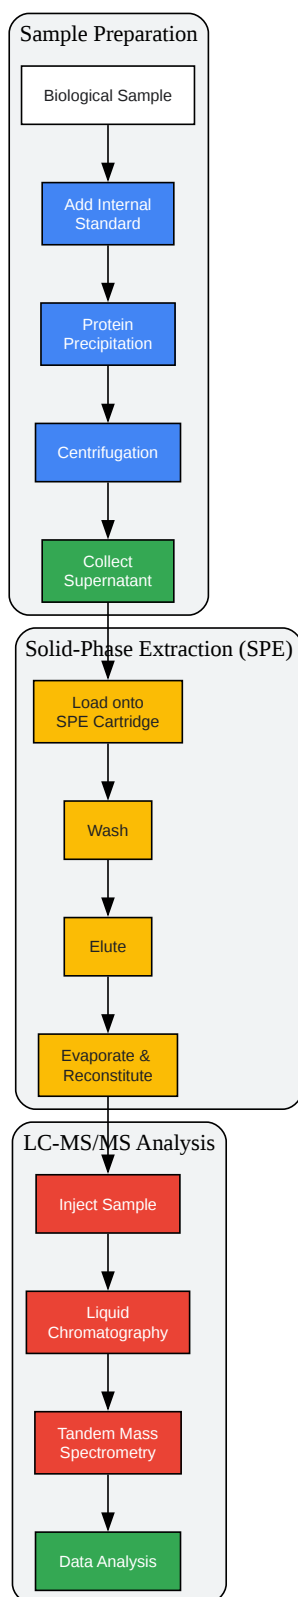 Sample Preparation
Biological Sample
Add Internal
Standard
Protein
Precipitation
Centrifugation
Collect
Supernatant
Solid-Phase Extraction (SPE)
Load onto
SPE Cartridge
Wash
Elute
Evaporate &
Reconstitute
LC-MS/MS Analysis
Inject Sample
Liquid
Chromatography
Tandem Mass
Spectrometry
Data Analysis